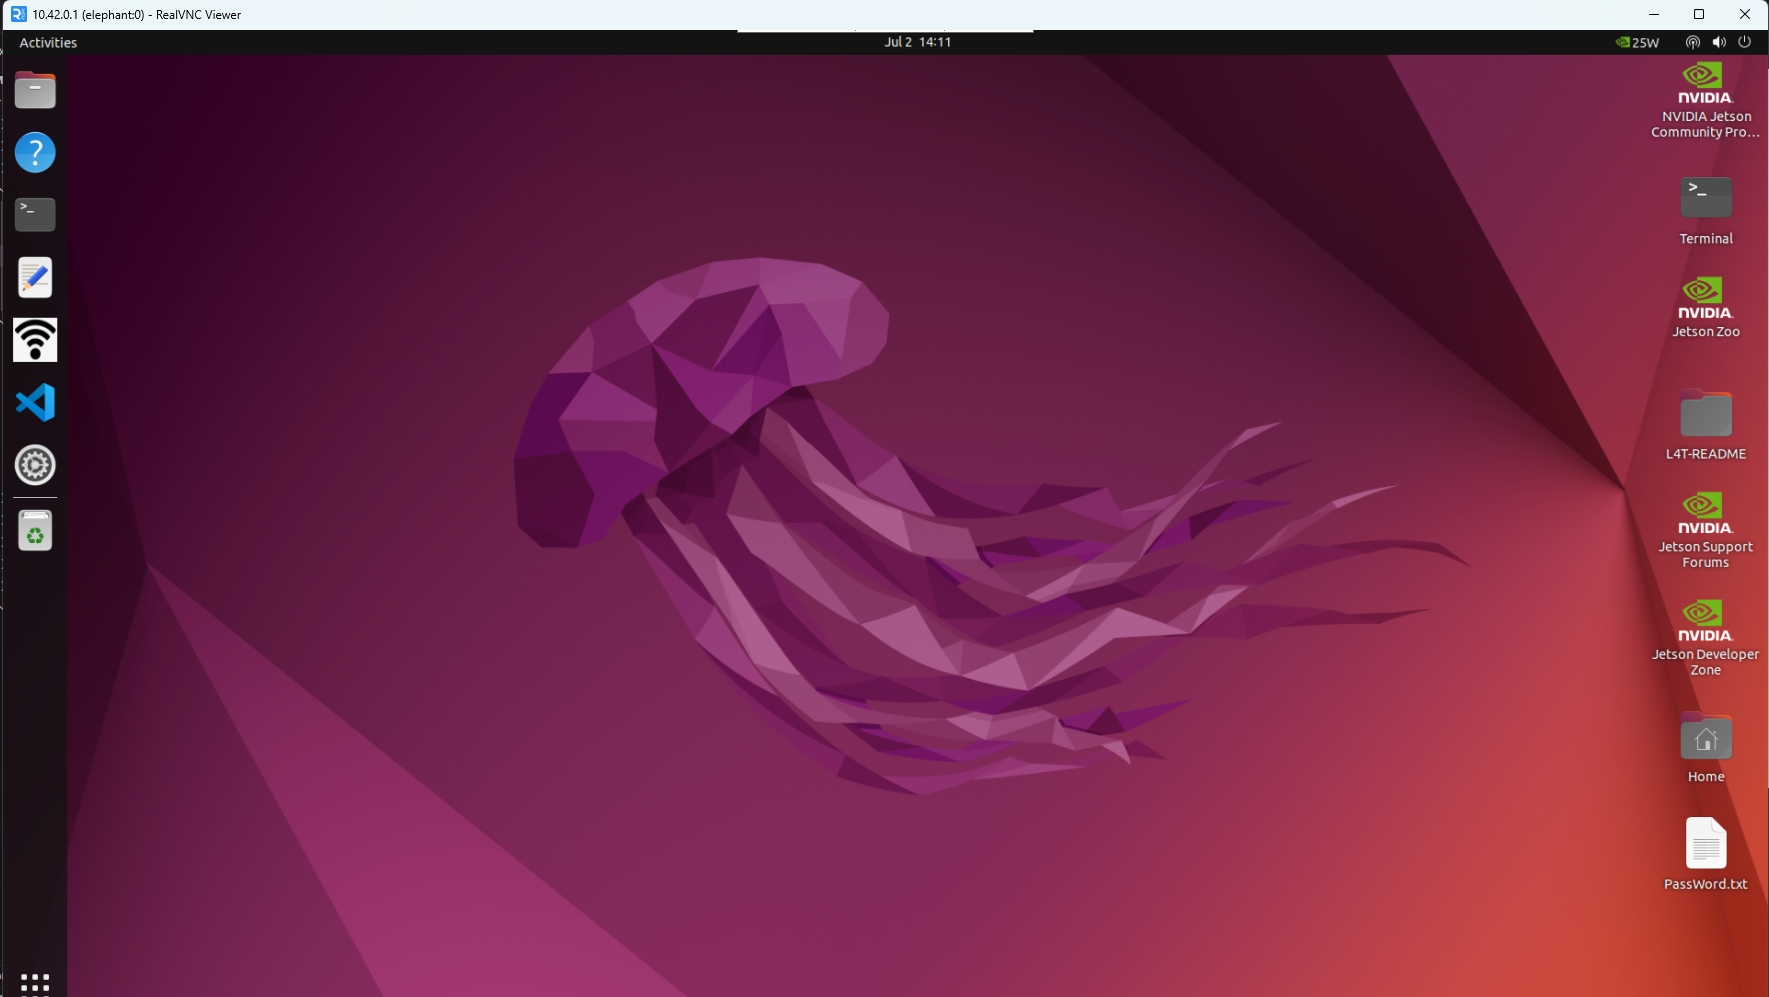 10.42.0.1 (elephant:0) - RealVNC Viewer
Activities
Jul 2 14:11
25W
NVIDIA.
NVIDIA Jetson
Community Pro...
>_
Terminal
NVIDIA.
Jetson Zoo
L4T-README
NVIDIA.
Jetson Support
Forums
NVIDIA.
Jetson Developer
Zone
Home
PassWord.txt
?
>_